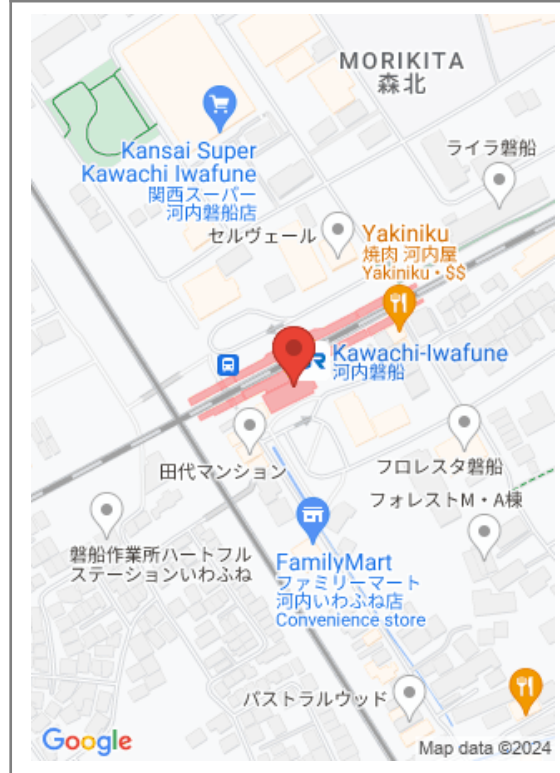 MORIKITA
森北
Kansai Super
Kawachi Iwafune
関西スーパー
河内磐船店
ライラ磐船
セルヴェール
Yakiniku
焼肉 河内屋
Yakiniku • $$
R
Kawachi-Iwafune
河内磐船
田代マンション
フロレスタ磐船
フォレストM・A棟
磐船作業所ハートフル
ステーションいわふね
FamilyMart
ファミリーマート
河内いわふね店
Convenience store
パストラルウッド
Google
Map data ©2024